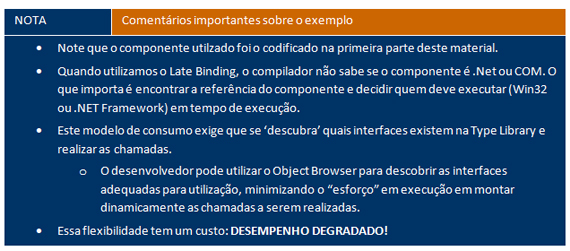 NOTA Comentários importantes sobre o exemplo
• Note que o componente utilzado foi o codificado na primeira parte deste material.
• Quando utilizamos o Late Binding, o compilador não sabe se o componente é .Net ou COM. O
que importa é encontrar a referência do componente e decidir quem deve executar (Win32
ou .NET Framework) em tempo de execução.
• Este modelo de consumo exige que se ‘descubra’ quais interfaces existem na Type Library e
realizar as chamadas.
o O desenvolvedor pode utilizar o Object Browser para descobrir as interfaces
adequadas para utilização, minimizando o “esforço” em execução em montar
dinamicamente as chamadas a serem realizadas.
• Essa flexibilidade tem um custo: DESEMPENHO DEGRADADO!